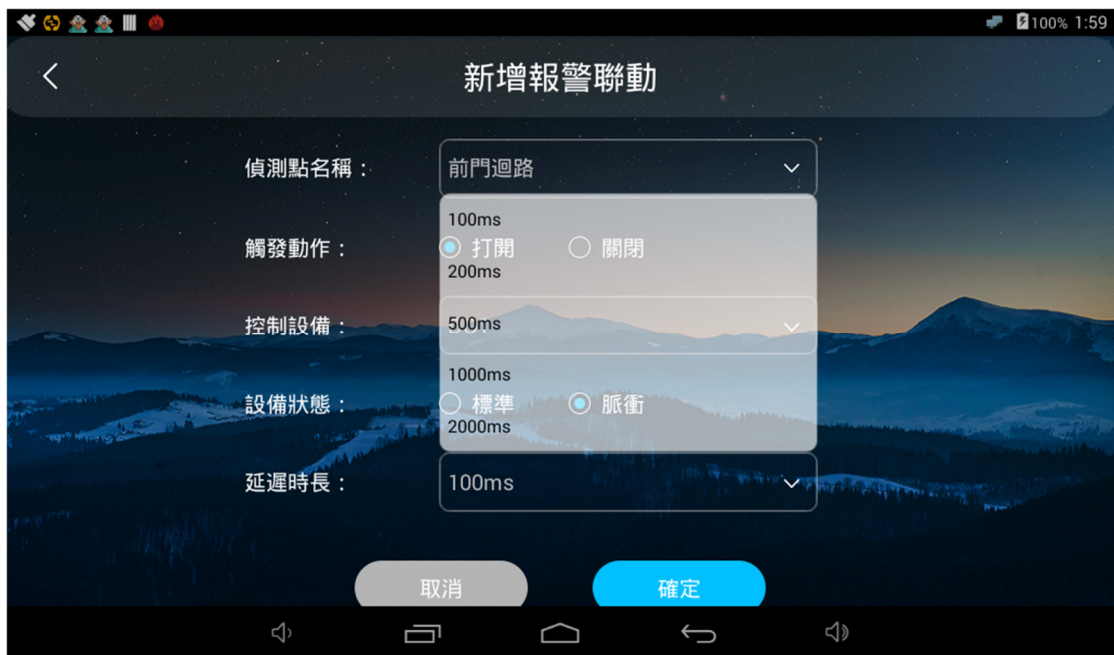 100% 1:59
新增報警聯動
偵測點名稱：
前門迴路
100ms
觸發動作：
打開
關閉
200ms
控制設備：
500ms
1000ms
設備狀態：
標準
脈衝
2000ms
延遲時長：
100ms
取消
確定